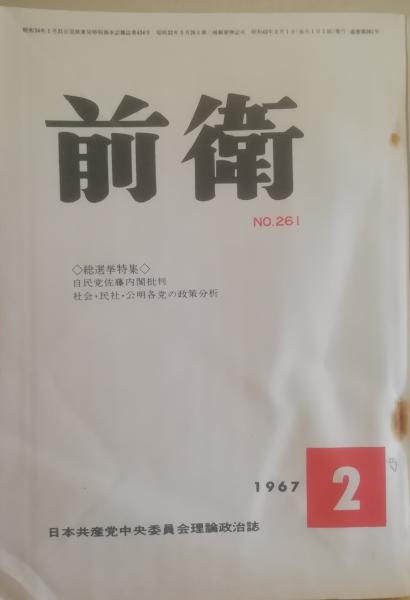 前衛
NO.261
◇総選挙特集◇
自民党佐藤内閣批判
社会・民社・公明各党の政策分析
1967
2
日本共産党中央委員会理論政治誌